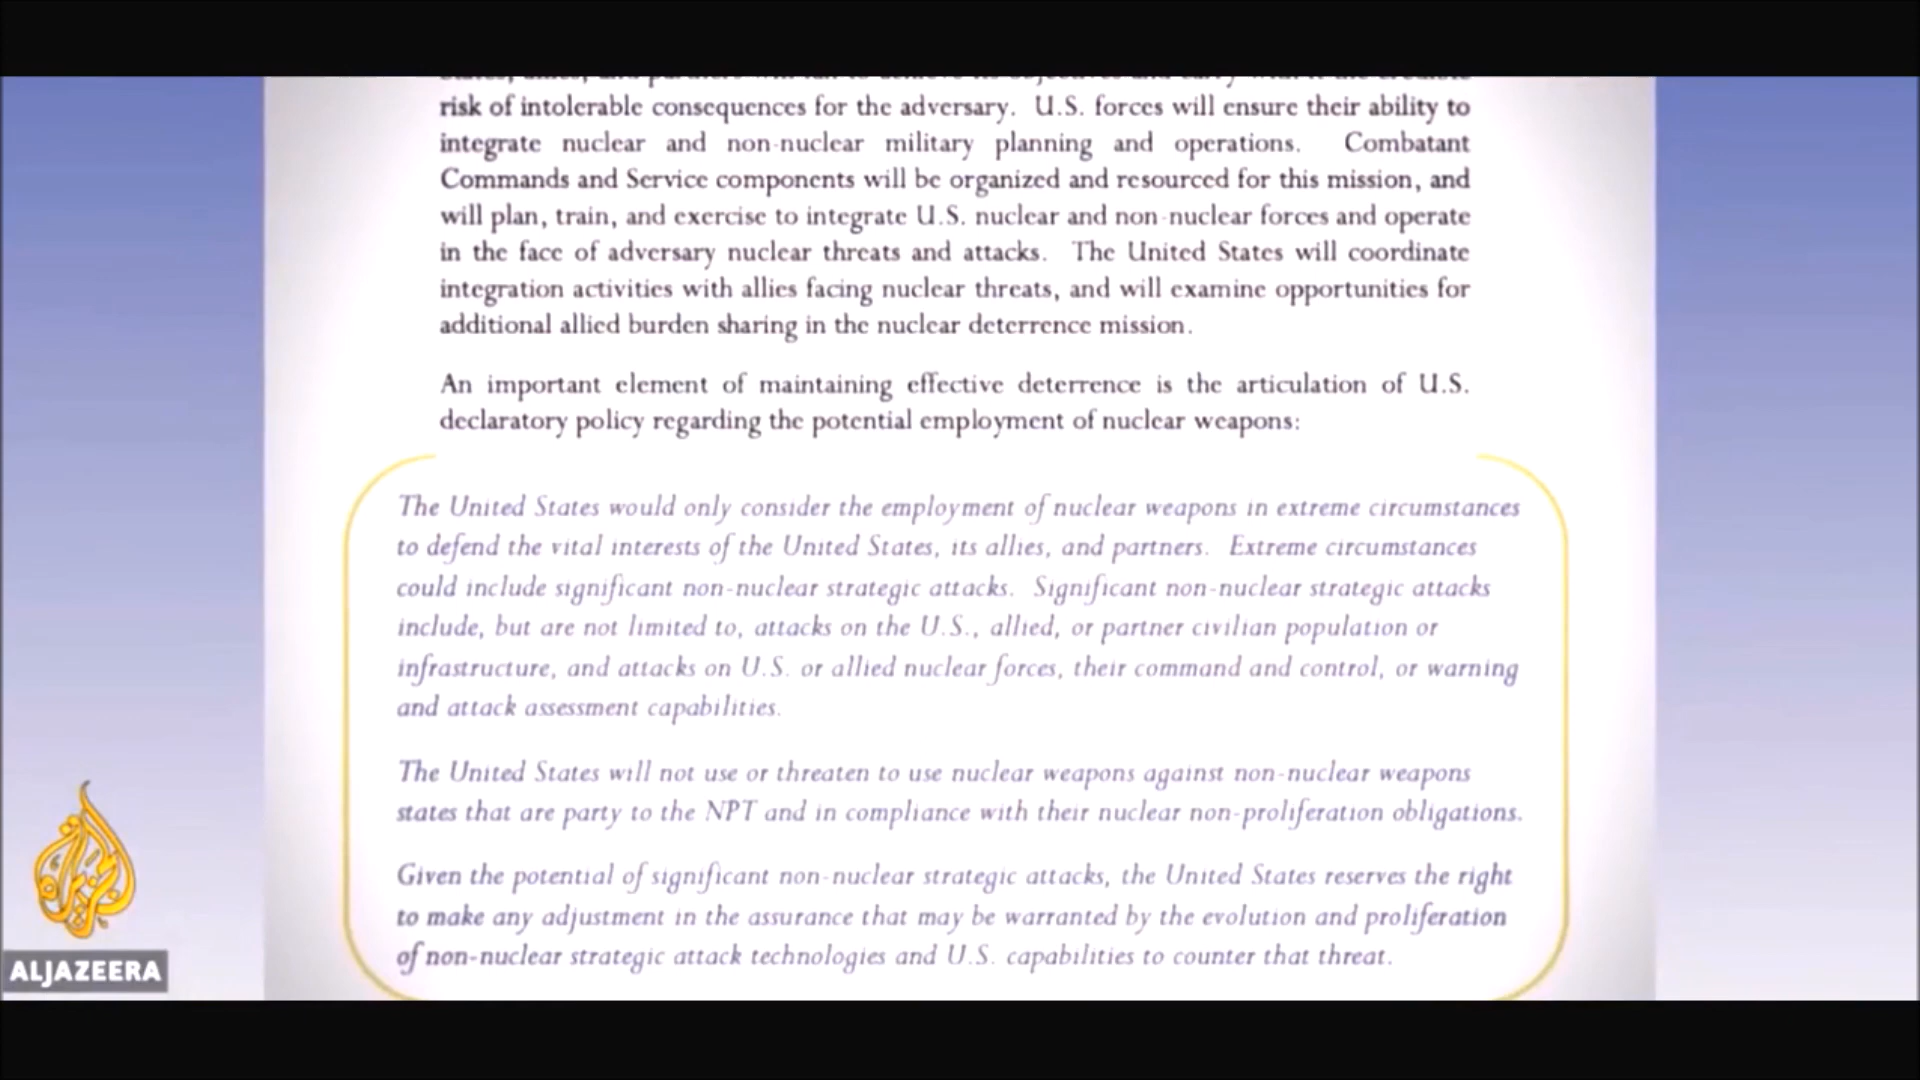 risk of intolerable consequences for the adversary. U.S. forces will ensure their ability to
integrate nuclear and non-nuclear military planning and operations. Combatant
Commands and Service components will be organized and resourced for this mission, and
will plan, train, and exercise to integrate U.S. nuclear and non-nuclear forces and operate
in the face of adversary nuclear threats and attacks. The United States will coordinate
integration activities with allies facing nuclear threats, and will examine opportunities for
additional allied burden sharing in the nuclear deterrence mission.
An important element of maintaining effective deterrence is the articulation of U.S.
declaratory policy regarding the potential employment of nuclear weapons:
The United States would only consider the employment of nuclear weapons in extreme circumstances
to defend the vital interests of the United States, its allies, and partners. Extreme circumstances
could include significant non-nuclear strategic attacks. Significant non-nuclear strategic attacks
include, but are not limited to, attacks on the U.S., allied, or partner civilian population or
infrastructure, and attacks on U.S. or allied nuclear forces, their command and control, or warning
and attack assessment capabilities.
The United States will not use or threaten to use nuclear weapons against non-nuclear weapons
states that are party to the NPT and in compliance with their nuclear non-proliferation obligations.
Given the potential of significant non-nuclear strategic attacks, the United States reserves the right
to make any adjustment in the assurance that may be warranted by the evolution and proliferation
of non-nuclear strategic attack technologies and U.S. capabilities to counter that threat.
ALJAZEERA